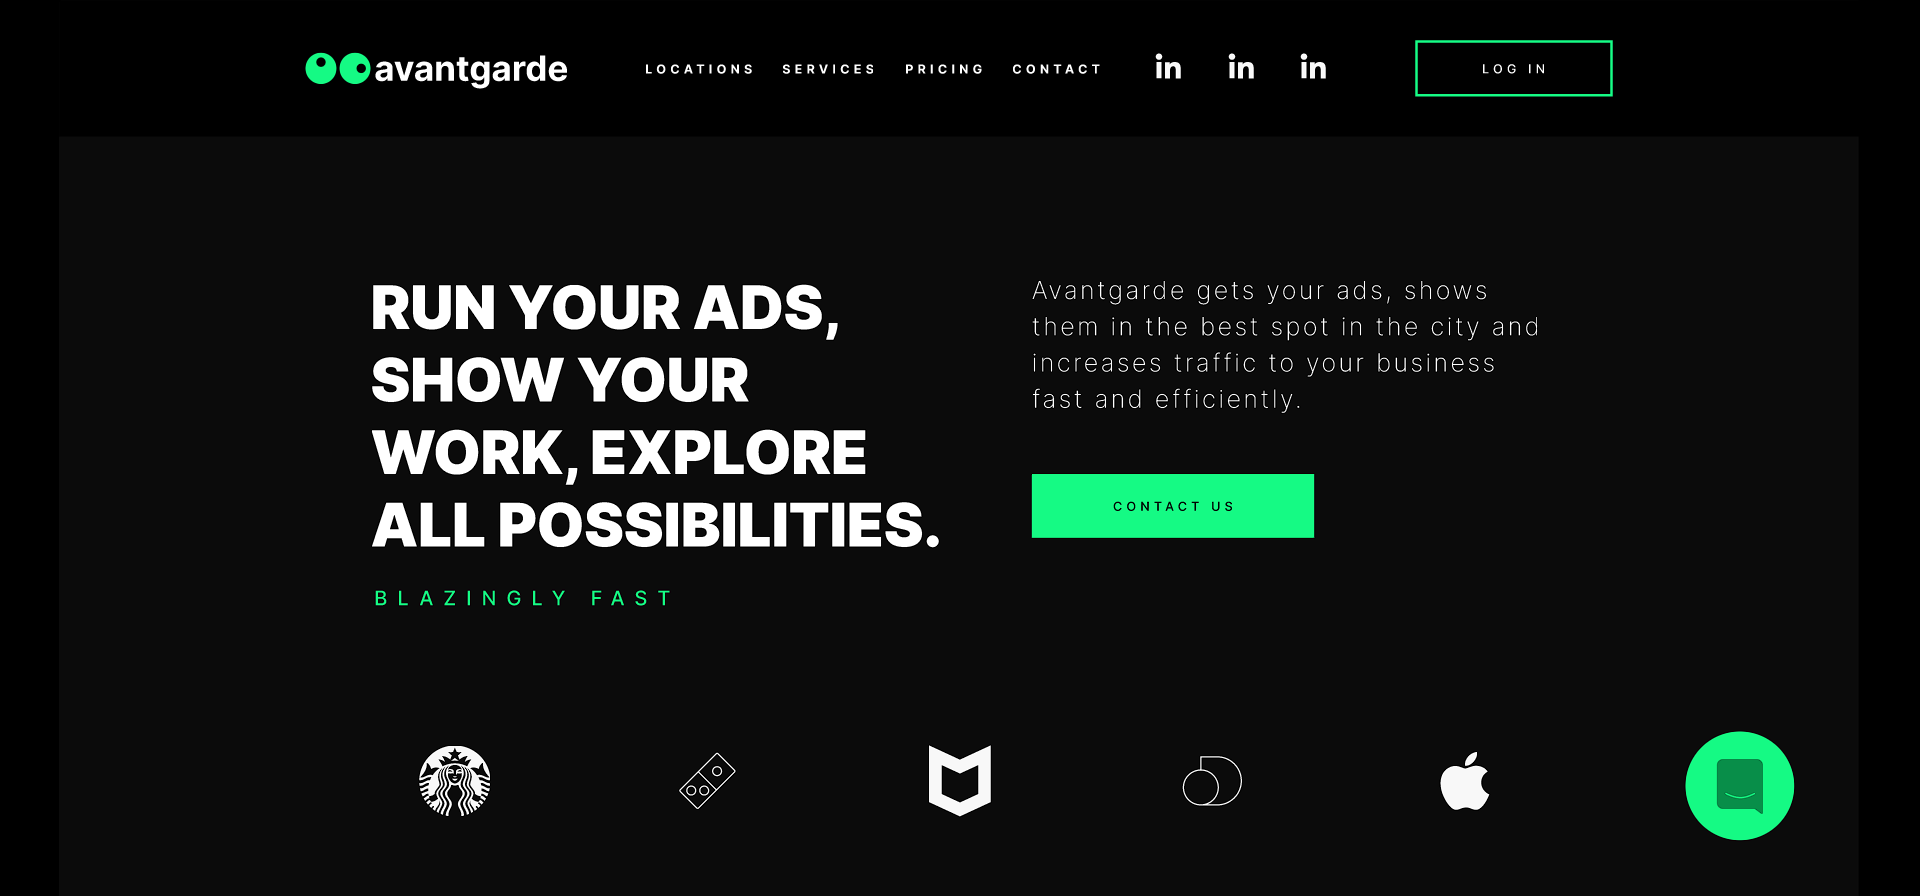 avantgarde
LOCATIONS SERVICES PRICING CONTACT in in in
LOG IN
RUN YOUR ADS,
SHOW YOUR
WORK, EXPLORE
ALL POSSIBILITIES.
BLAZINGLY FAST
Avantgarde gets your ads, shows
them in the best spot in the city and
increases traffic to your business
fast and efficiently.
CONTACT US